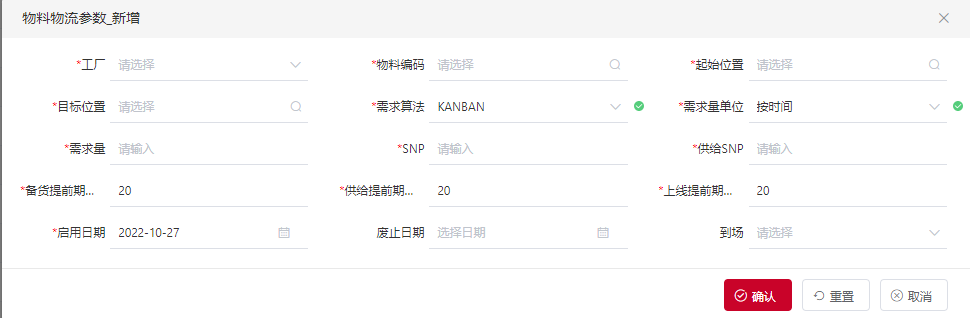 物料物流参数_新增
*工厂 请选择 *物料编码 请选择 *起始位置 请选择
*目标位置 请选择 *需求算法 KANBAN *需求量单位 按时间
*需求量 请输入 *SNP 请输入 *供给SNP 请输入
*备货提前期... 20 *供给提前期... 20 *上线提前期... 20
*启用日期 2022-10-27 废止日期 选择日期 到场 请选择
确认 重置 取消